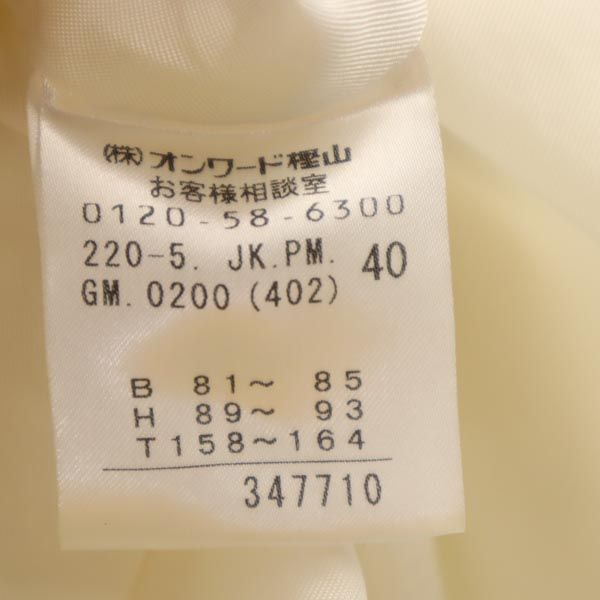 (株)オンワード樫山
お客様相談室
0120-58-6300
220-5. JK.PM. 40
GM. 0200 (402)
B 81～ 85
H 89～ 93
T158～164
347710